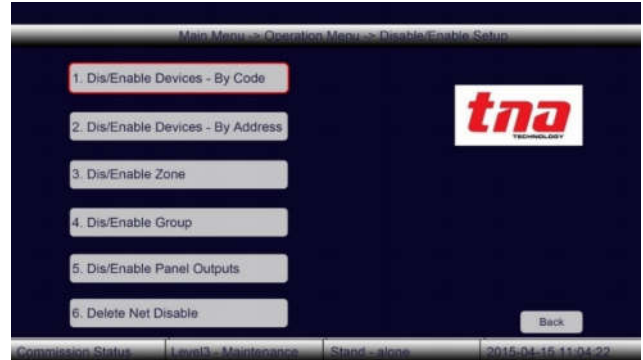 Main Menu -> Operation Menu -> Disable/Enable Setup
1. Dis/Enable Devices - By Code
tna
TECHNOLOGY
2. Dis/Enable Devices - By Address
3. Dis/Enable Zone
4. Dis/Enable Group
5. Dis/Enable Panel Outputs
6. Delete Net Disable
Back
Commission Status Level3 - Maintenance Stand - alone 2015-04-15 11:04:22